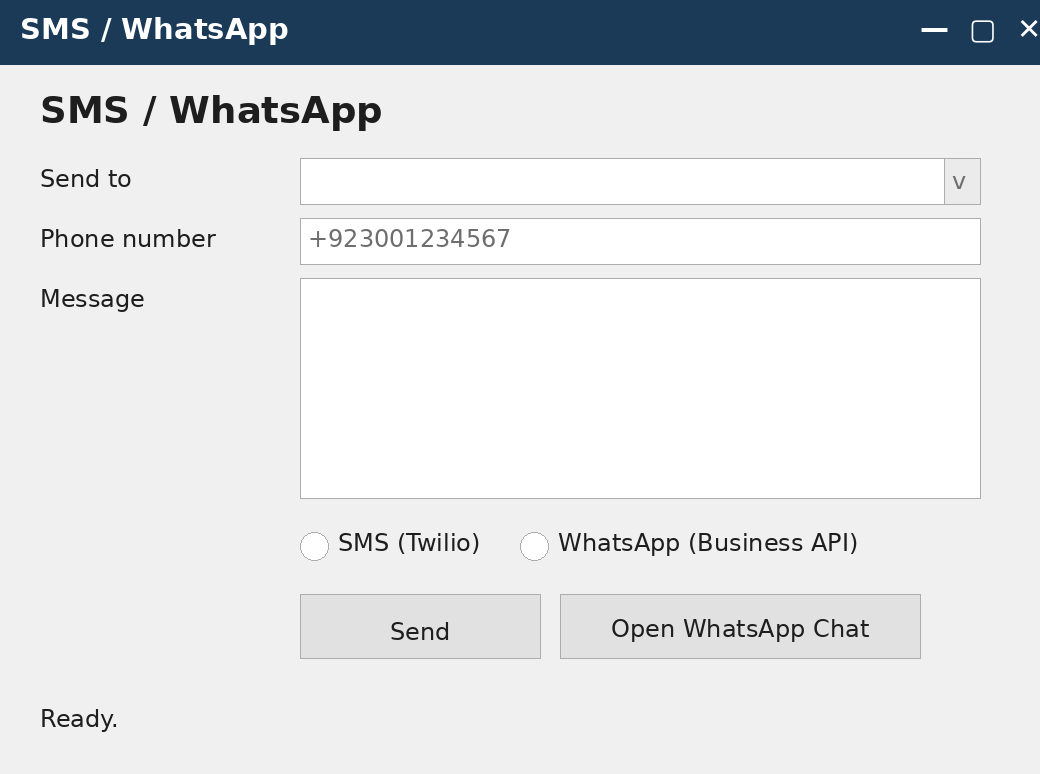 SMS / WhatsApp
SMS / WhatsApp
Send to
v
Phone number
+923001234567
Message
SMS (Twilio)
WhatsApp (Business API)
Send
Open WhatsApp Chat
Ready.